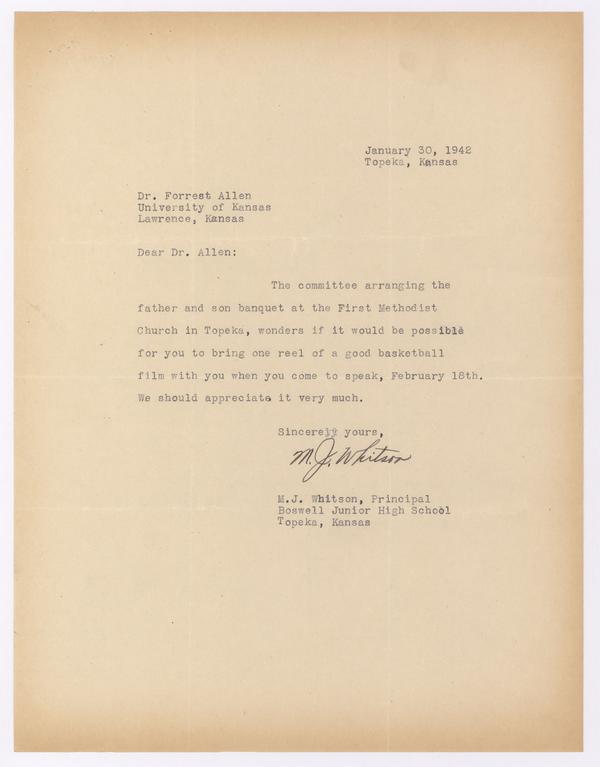 January 30, 1942
Topeka, Kansas
Dr. Forrest Allen
University of Kansas
Lawrence, Kansas
Dear Dr. Allen:
The committee arranging the
father and son banquet at the First Methodist
Church in Topeka, wonders if it would be possible
for you to bring one reel of a good basketball
film with you when you come to speak, February 18th.
We should appreciate it very much.
Sincerely yours,
M.J. Whitson
M.J. Whitson, Principal
Boswell Junior High School
Topeka, Kansas